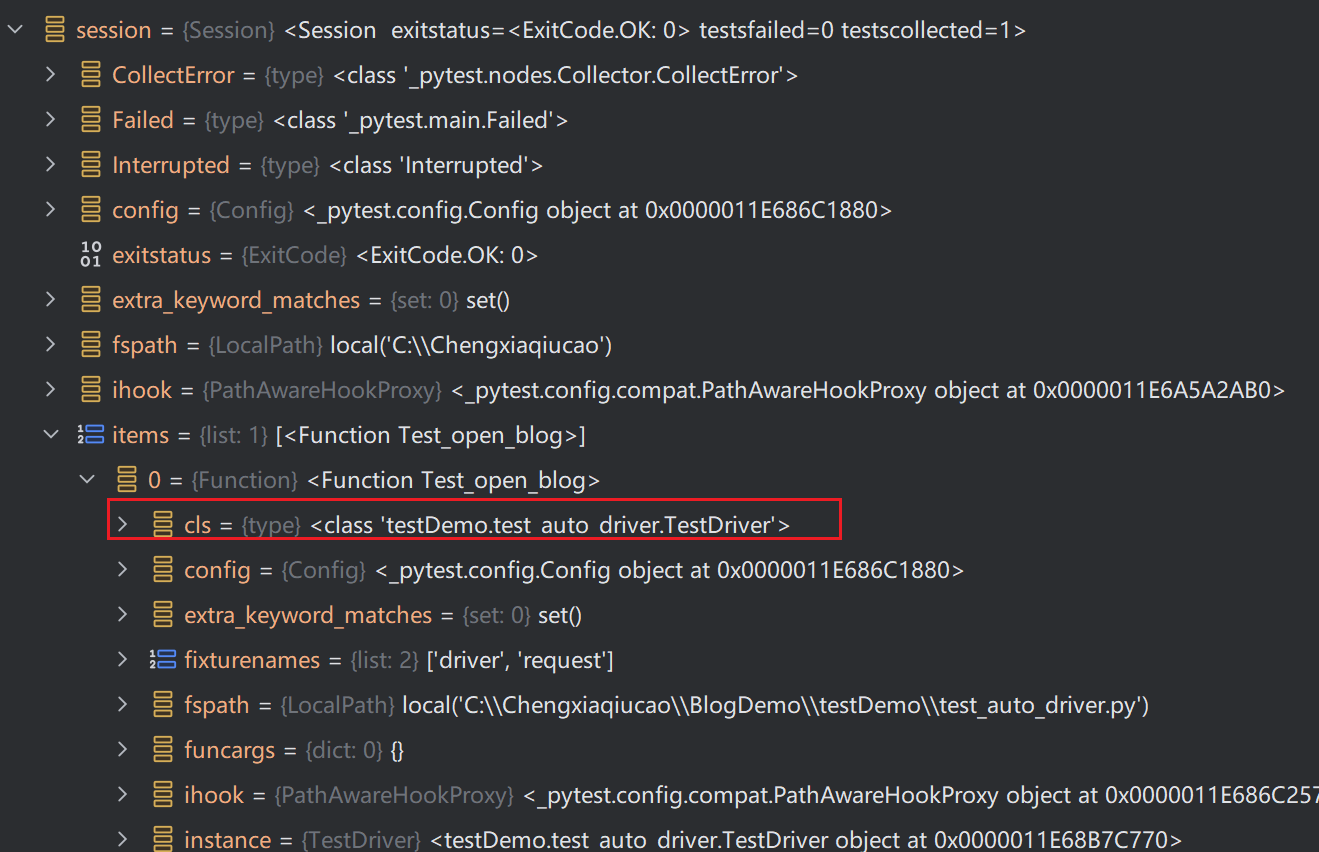 session = {Session} <Session exitstatus=<ExitCode.OK: 0> testsfailed=0 testscollected=1>
CollectError = {type} <class '_pytest.nodes.Collector.CollectError'>
Failed = {type} <class '_pytest.main.Failed'>
Interrupted = {type} <class 'Interrupted'>
config = {Config} <_pytest.config.Config object at 0x0000011E686C1880>
exitstatus = {ExitCode} <ExitCode.OK: 0>
extra_keyword_matches = {set: 0} set()
fspath = {LocalPath} local('C:\\Chengxiaqiucao')
ihook = {PathAwareHookProxy} <_pytest.config.compat.PathAwareHookProxy object at 0x0000011E6A5A2AB0>
items = {list: 1} [<Function Test_open_blog>]
0 = {Function} <Function Test_open_blog>
cls = {type} <class 'testDemo.test_auto_driver.TestDriver'>
config = {Config} <_pytest.config.Config object at 0x0000011E686C1880>
extra_keyword_matches = {set: 0} set()
fixturenames = {list: 2} ['driver', 'request']
fspath = {LocalPath} local('C:\\Chengxiaqiucao\\BlogDemo\\testDemo\\test_auto_driver.py')
funcargs = {dict: 0} {}
ihook = {PathAwareHookProxy} <_pytest.config.compat.PathAwareHookProxy object at 0x0000011E686C257
instance = {TestDriver} <testDemo.test_auto_driver.TestDriver object at 0x0000011E68B7C770>